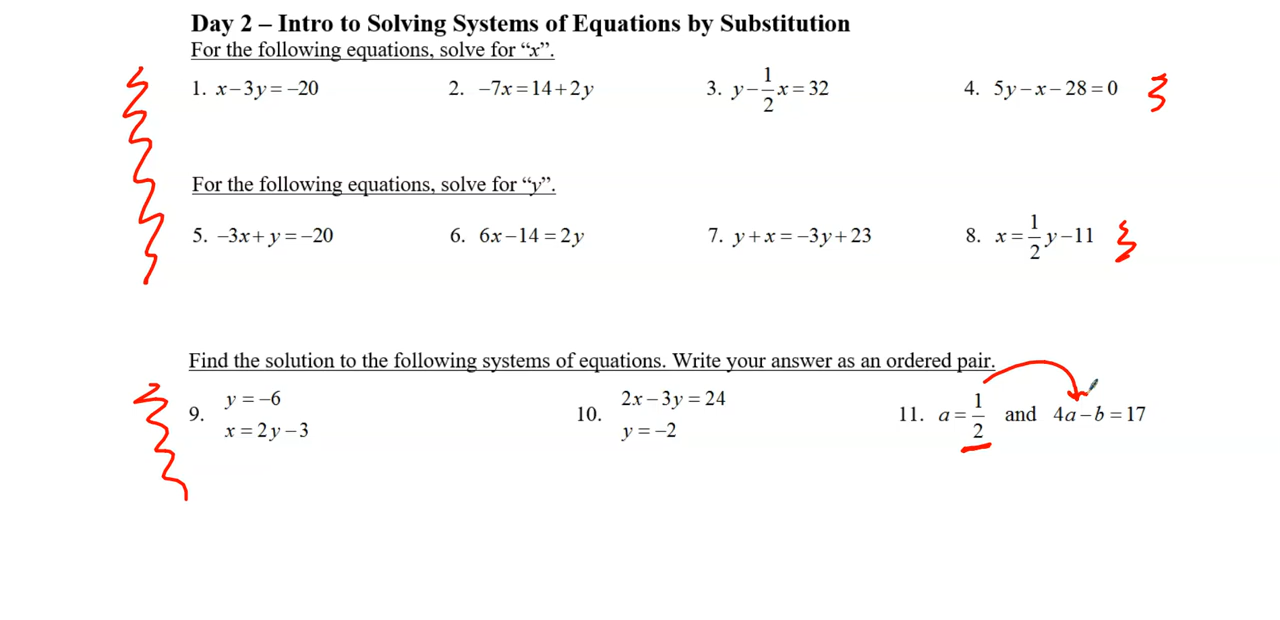 Day 2 – Intro to Solving Systems of Equations by Substitution
For the following equations, solve for “x”.
1. x−3y=−20 2. −7x=14+2y 3. y−1/2x=32 4. 5y−x−28=0
For the following equations, solve for “y”.
5. −3x+y=−20 6. 6x−14=2y 7. y+x=−3y+23 8. x=1/2y−11
Find the solution to the following systems of equations. Write your answer as an ordered pair.
9. y=−6
x=2y−3
10. 2x−3y=24
y=−2
11. a=1/2 and 4a−b=17